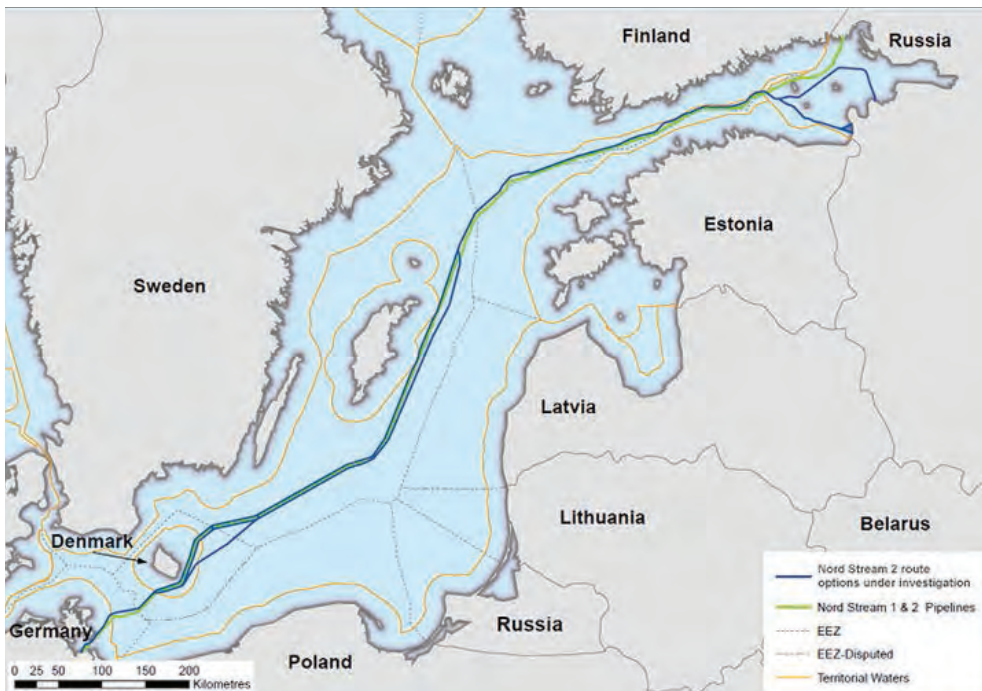 Finland
Russia
Estonia
Sweden
Latvia
Lithuania
Belarus
Denmark
Germany
Russia
Poland
Nord Stream 2 route
options under investigation
Nord Stream 1 & 2 Pipelines
EEZ
EEZ-Disputed
Territorial Waters
0 25 50 100 150 200
Kilometres